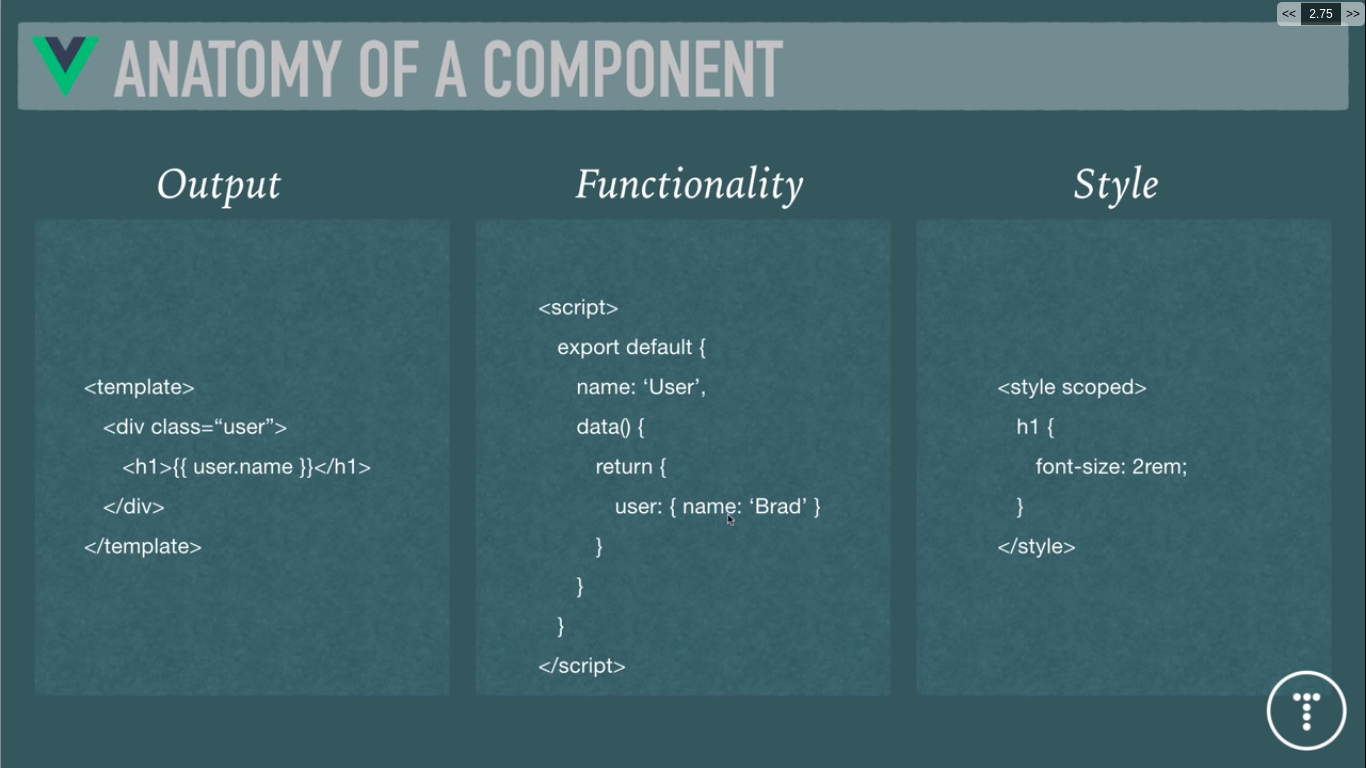 << 2.75 >>
ANATOMY OF A COMPONENT
Output
<template>
<div class=“user”>
<h1>{{ user.name }}</h1>
</div>
</template>
Functionality
<script>
export default {
name: ‘User’,
data() {
return {
user: { name: ‘Brad’ }
}
}
}
</script>
Style
<style scoped>
h1 {
font-size: 2rem;
}
</style>
T